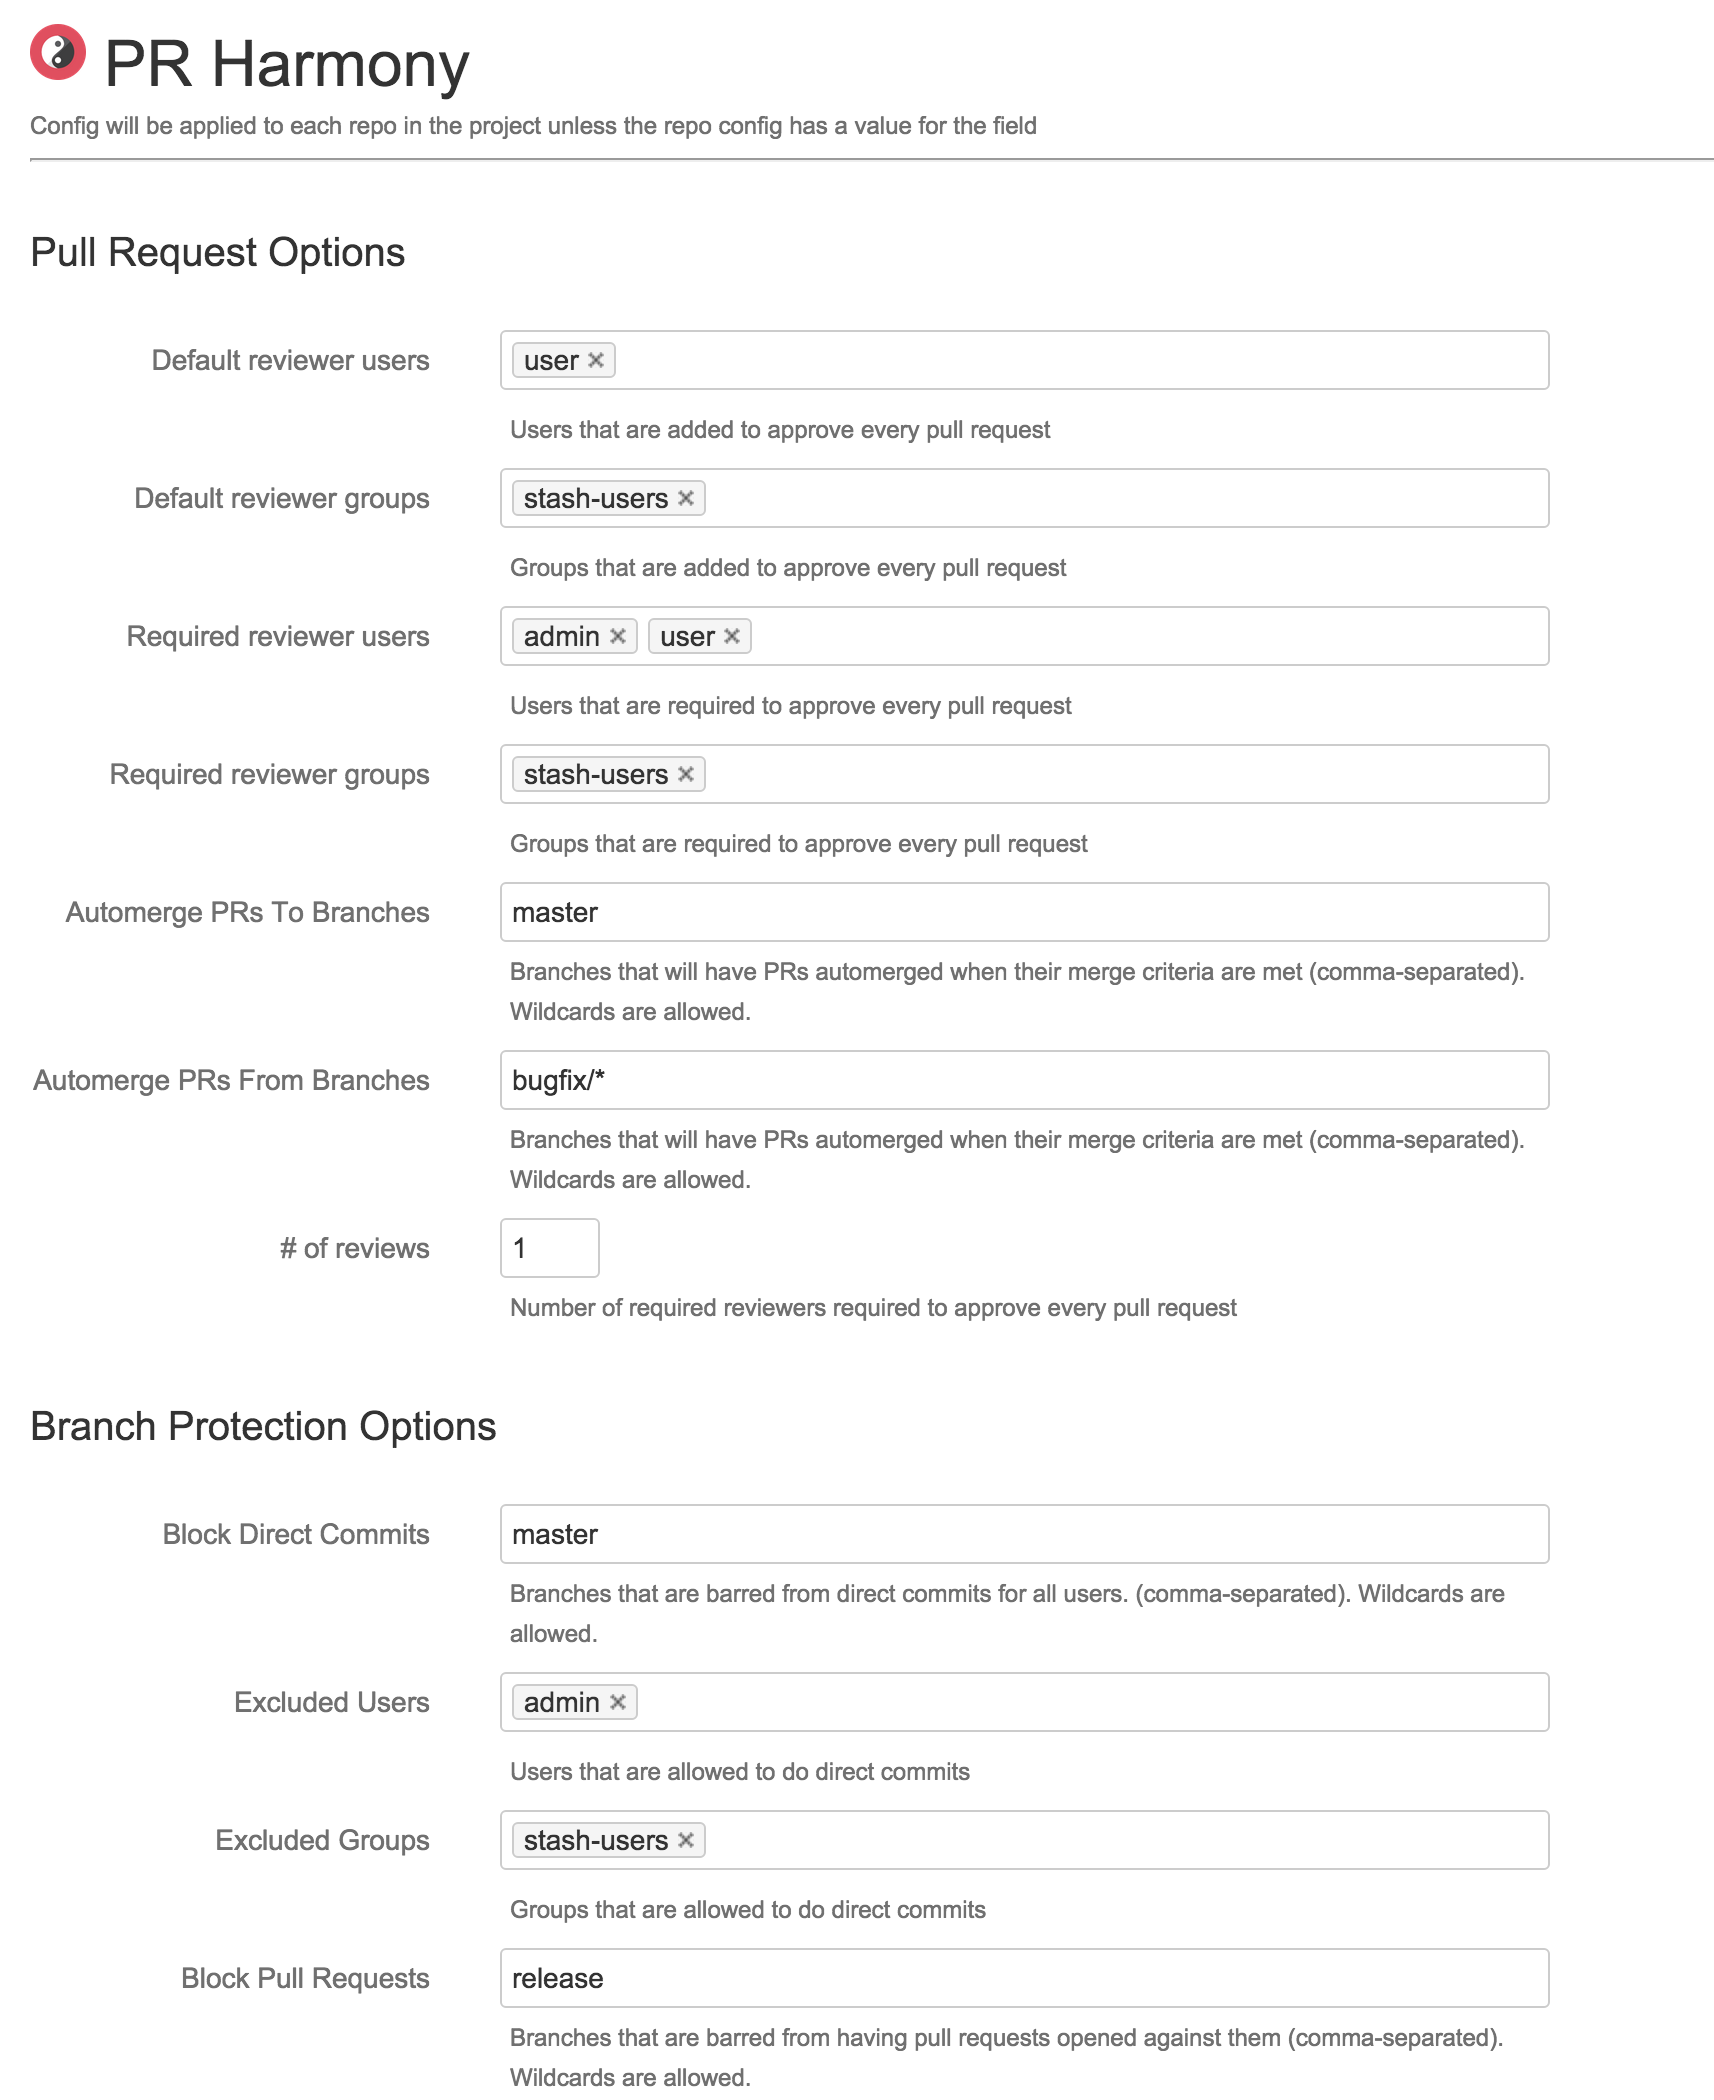 PR Harmony
Config will be applied to each repo in the project unless the repo config has a value for the field
Pull Request Options
Default reviewer users
user
Users that are added to approve every pull request
Default reviewer groups
stash-users
Groups that are added to approve every pull request
Required reviewer users
admin user
Users that are required to approve every pull request
Required reviewer groups
stash-users
Groups that are required to approve every pull request
Automerge PRs To Branches
master
Branches that will have PRs automerged when their merge criteria are met (comma-separated).
Wildcards are allowed.
Automerge PRs From Branches
bugfix/*
Branches that will have PRs automerged when their merge criteria are met (comma-separated).
Wildcards are allowed.
# of reviews
1
Number of required reviewers required to approve every pull request
Branch Protection Options
Block Direct Commits
master
Branches that are barred from direct commits for all users. (comma-separated). Wildcards are
allowed.
Excluded Users
admin
Users that are allowed to do direct commits
Excluded Groups
stash-users
Groups that are allowed to do direct commits
Block Pull Requests
release
Branches that are barred from having pull requests opened against them (comma-separated).
Wildcards are allowed.